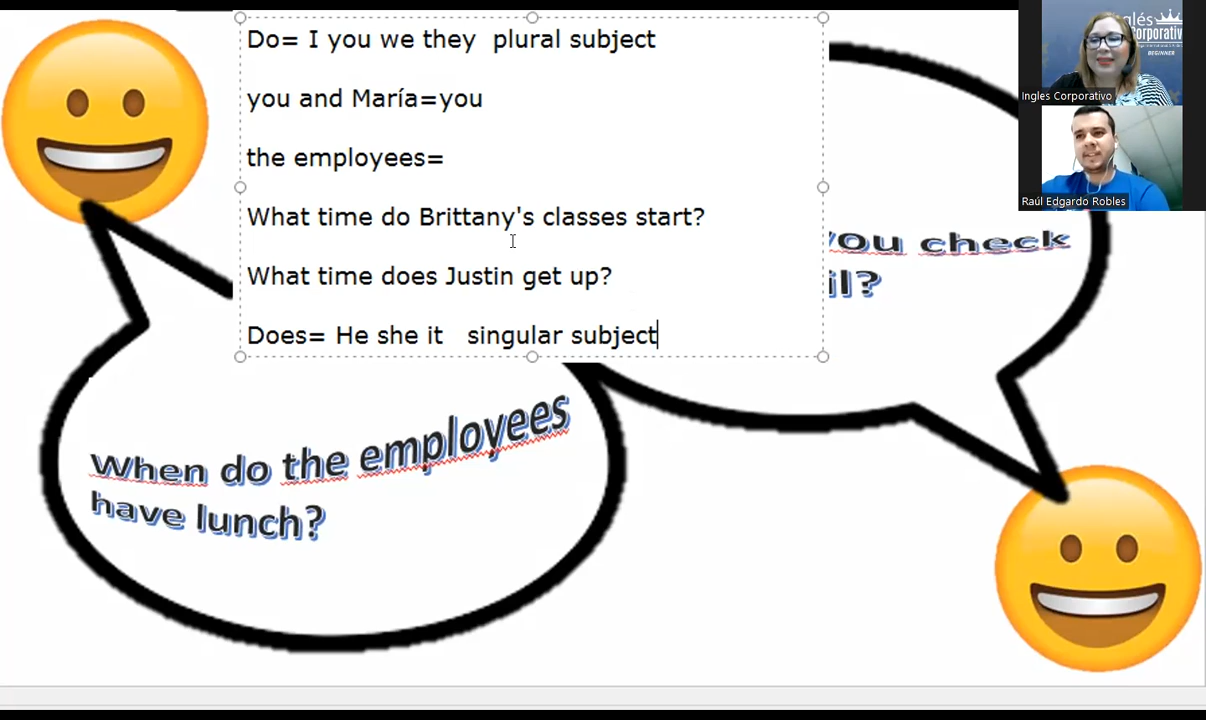 Do= I you we they  plural subject
you and María=you
the employees=
What time do Brittany's classes start?
What time does Justin get up?
Does= He she it   singular subject
you check
il?
When do the employees
have lunch?
Ingles Corporativo
BEGINNER
Raúl Edgardo Robles